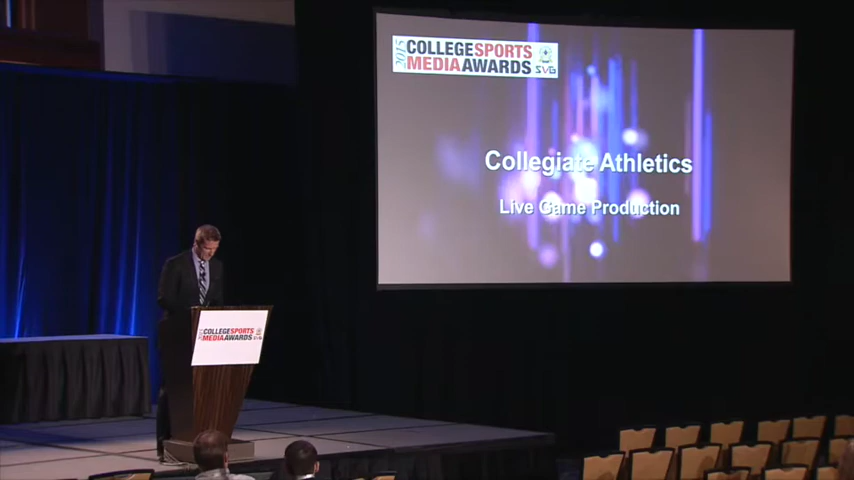 2015 COLLEGESPORTS
MEDIAAWARDS SVG
Collegiate Athletics
Live Game Production
COLLEGESPORTS
MEDIAAWARDS